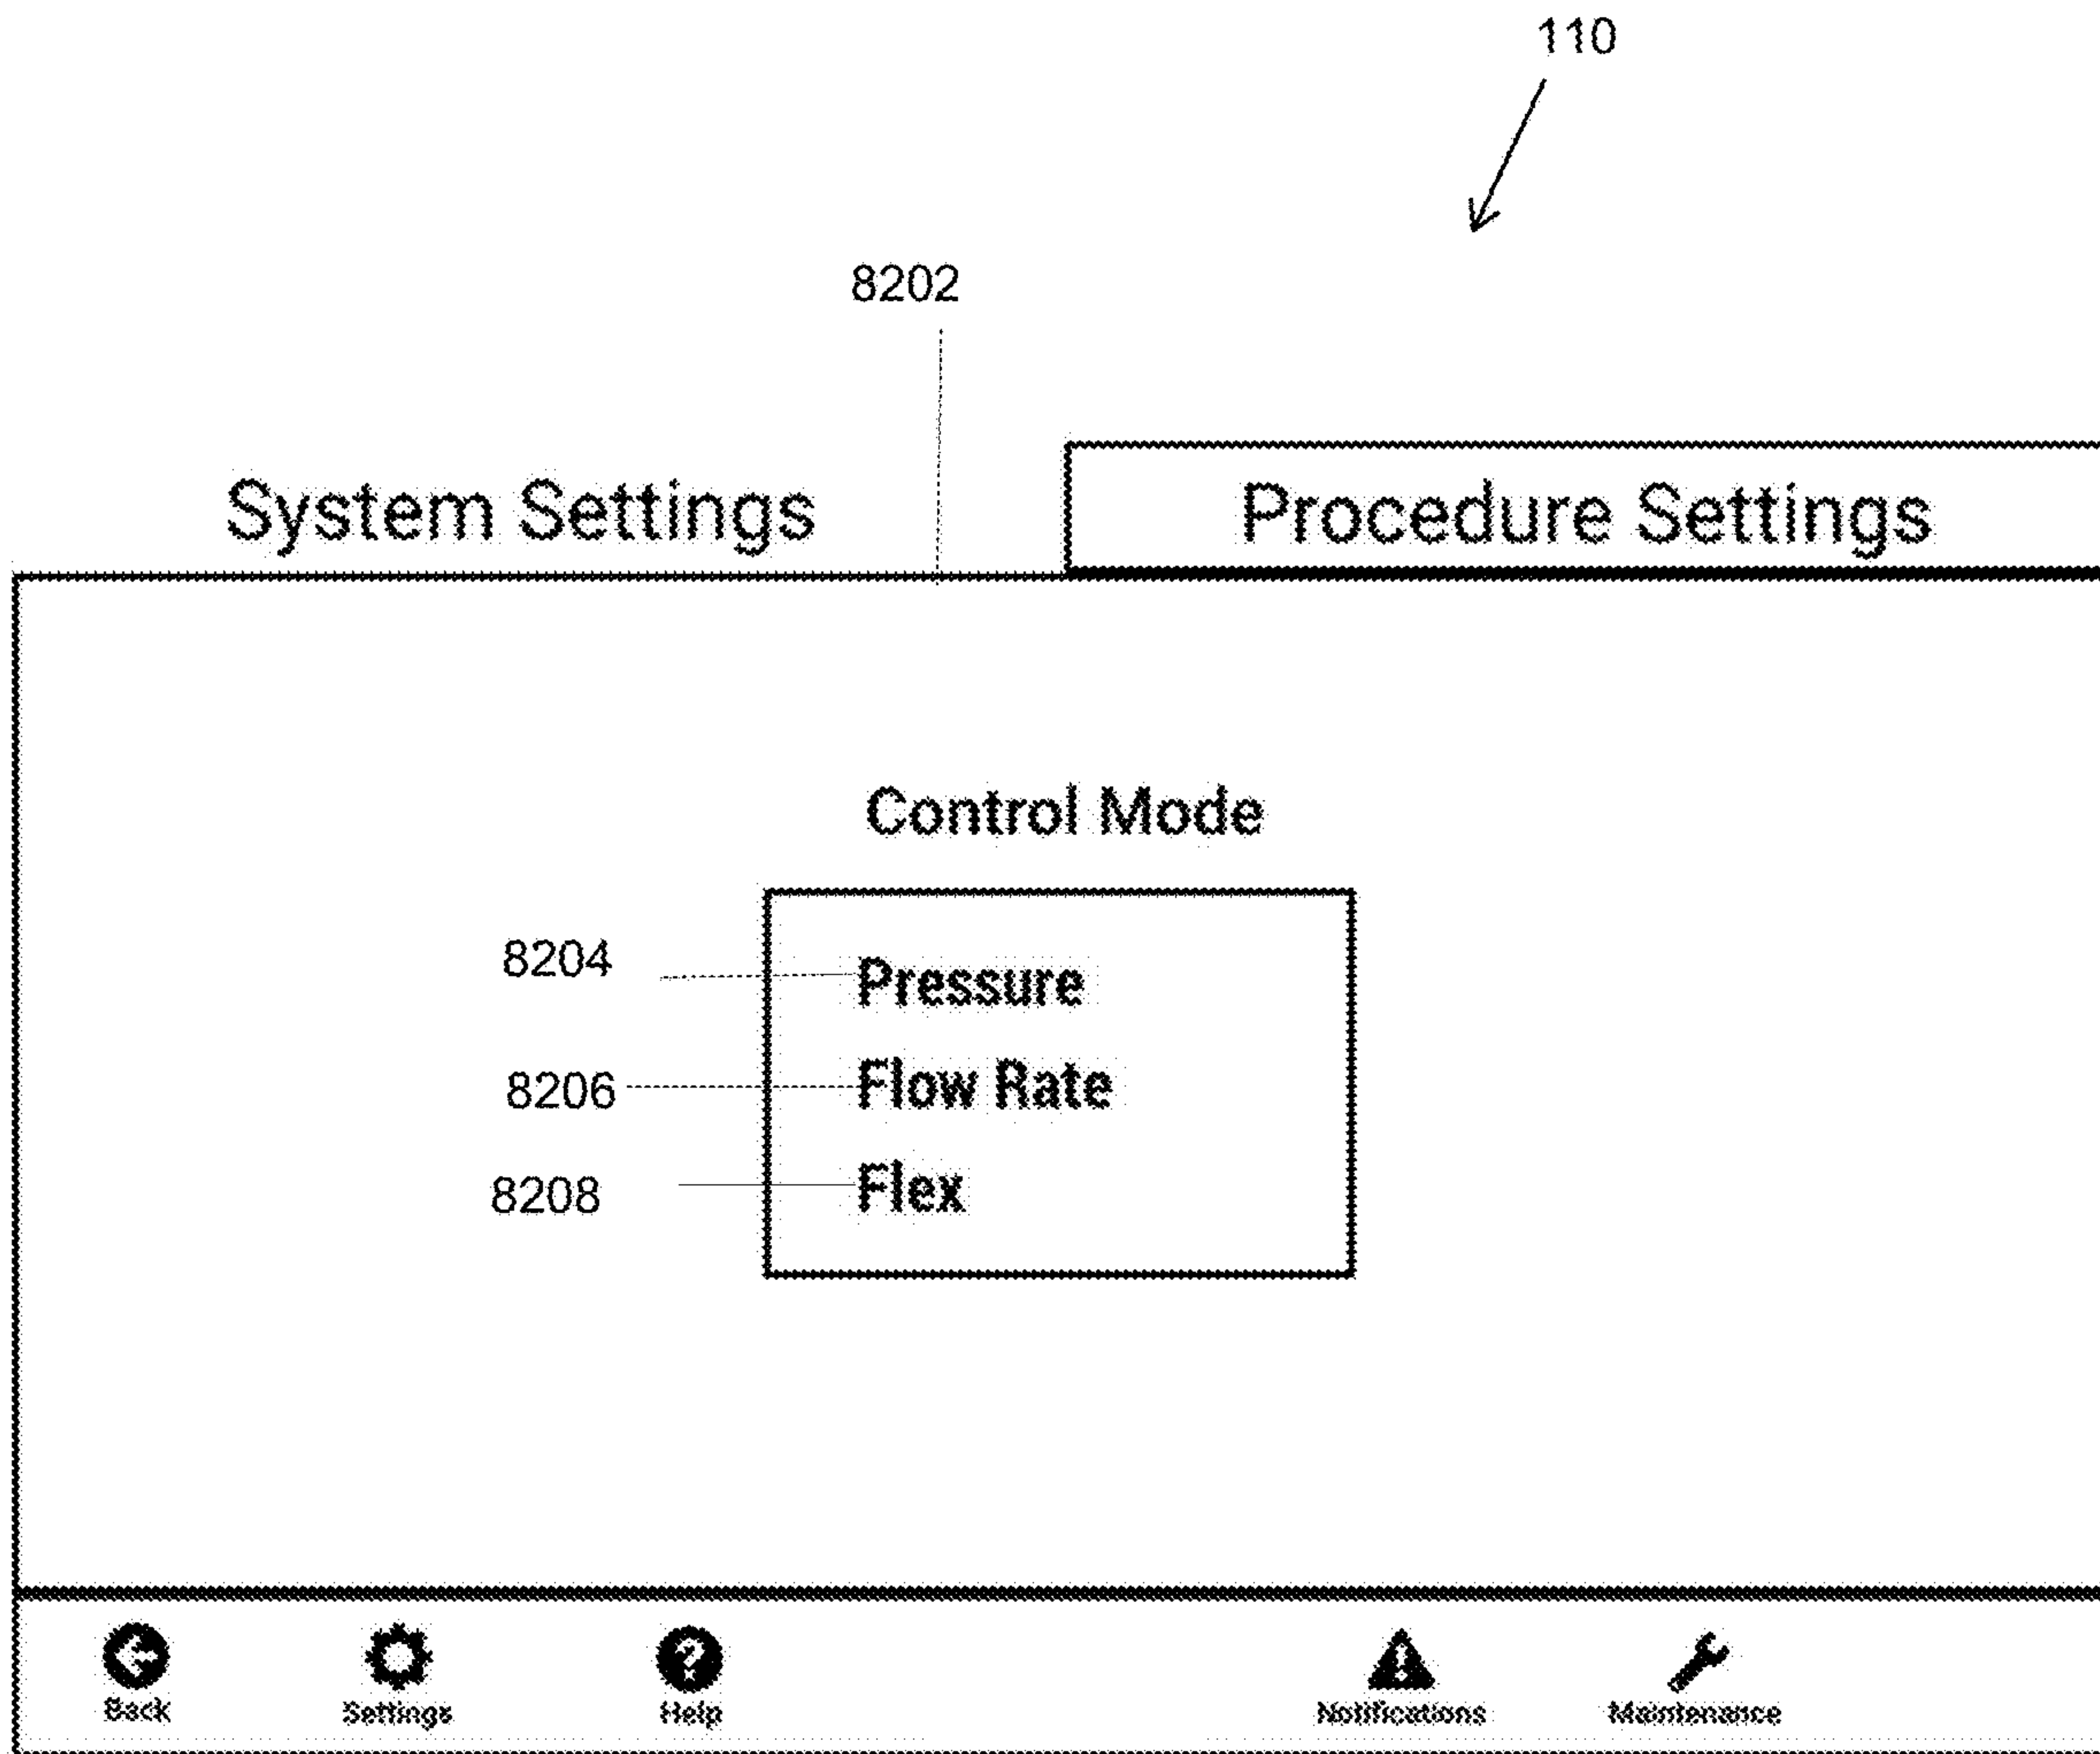 110
8202
System Settings Procedure Settings
Control Mode
8204 Pressure
8206 Flow Rate
8208 Flex
Back Settings Help Notifications Maintenance